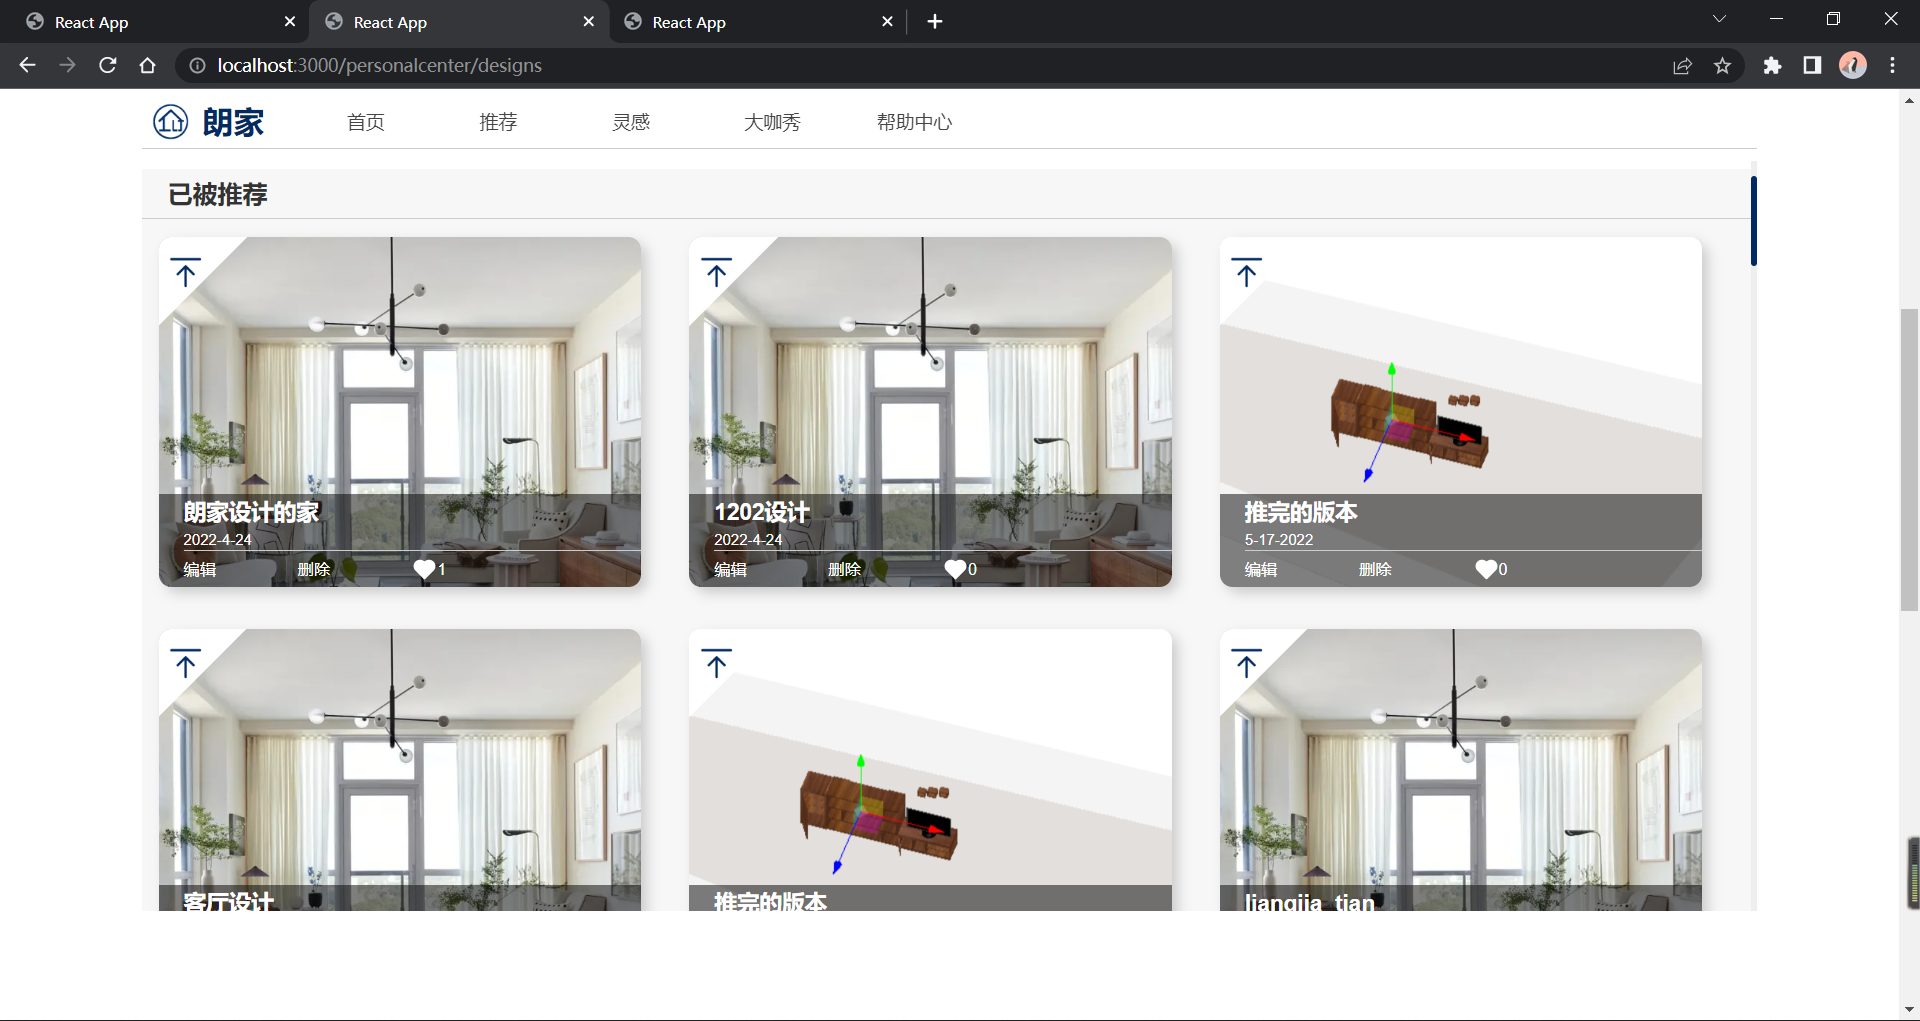 React App
React App
React App
localhost:3000/personalcenter/designs
朗家
首页
推荐
灵感
大咖秀
帮助中心
已被推荐
朗家设计的家
2022-4-24
编辑
删除
1
1202设计
2022-4-24
编辑
删除
0
推完的版本
5-17-2022
编辑
删除
0
客厅设计
推完的版本
liangjia_tian